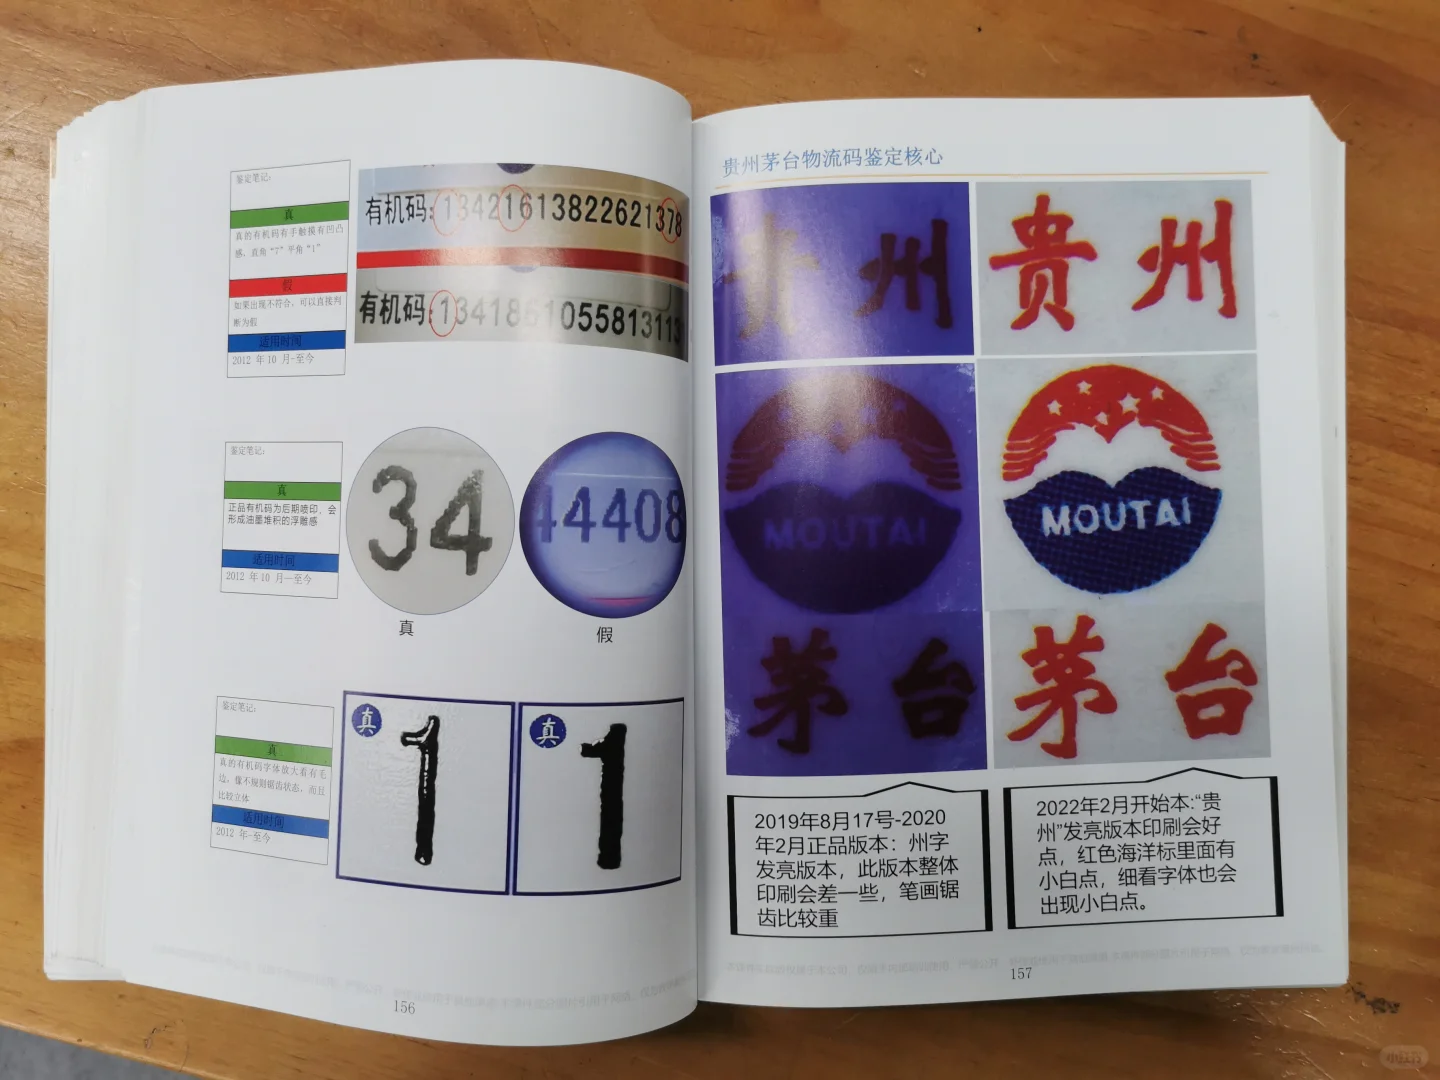 鉴定笔记:
真
真的有机码有手触摸有凹凸
感，直角“7”平角“1”
假
如果出现不符合，可以直接判
断为假
适用时间
2012 年 10 月-至今
有机码:13421613822621378
有机码:134186105581311
鉴定笔记:
真
正品有机码为后期喷印，会
形成油墨堆积的浮雕感
适用时间
2012 年10 月—至今
34
44408
真
假
鉴定笔记:
真
真的有机码字体放大看有毛
边，像不规则锯齿状态，而且
比较立体
适用时间
2012 年-至今
真
1
真
1
156
贵州茅台物流码鉴定核心
贵州
贵州
MOUTAI
MOUTAI
茅台
茅台
2019年8月17号-2020
年2月正品版本：州字
发亮版本，此版本整体
印刷会差一些，笔画锯
齿比较重
2022年2月开始本:“贵
州”发亮版本印刷会好
点，红色海洋标里面有
小白点，细看字体也会
出现小白点。
157
小红书